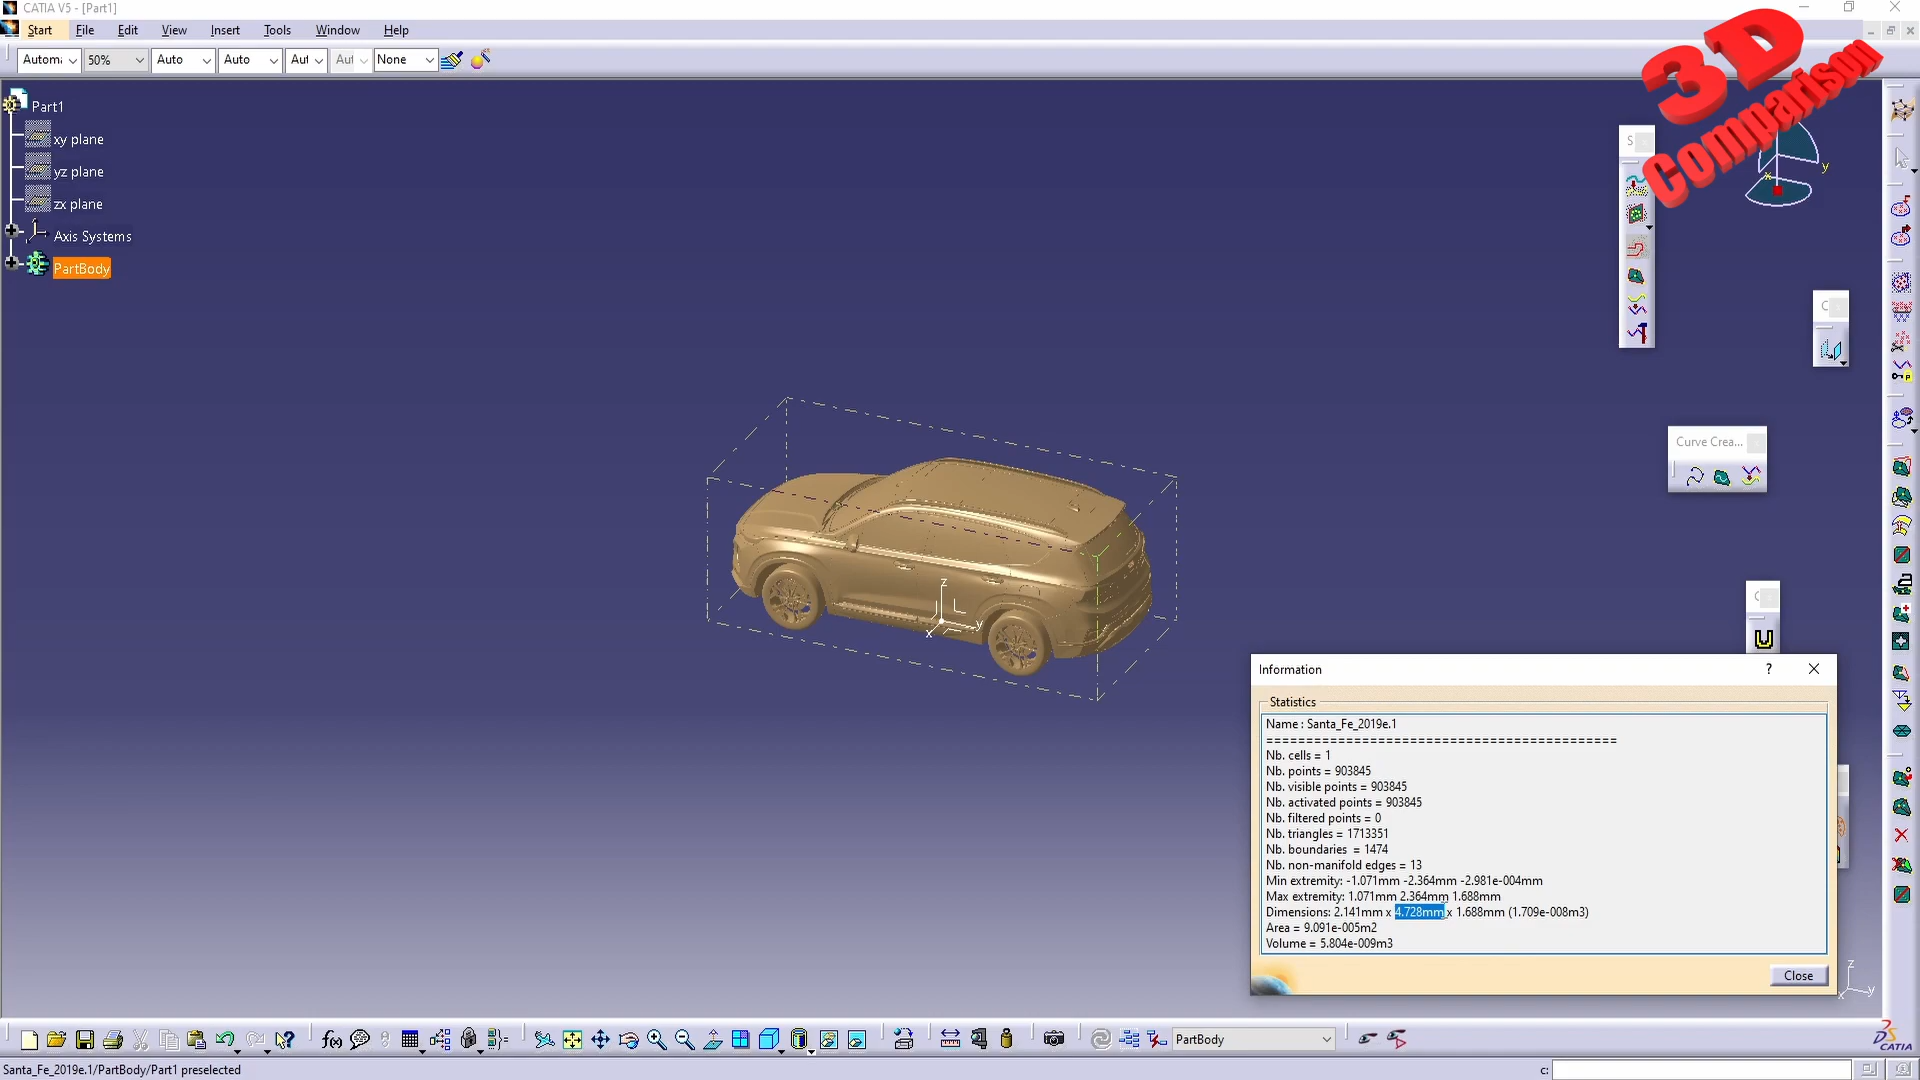 CATIA V5 - [Part1]
Start File Edit View Insert Tools Window Help
Automa 50% Auto Auto Aut Aut None
3D
Comparison
Part1
xy plane
yz plane
zx plane
Axis Systems
PartBody
S
y
x
C
Curve Crea...
z
y
x
U
Information ?
Statistics
Name : Santa_Fe_2019e.1
============================================
Nb. cells = 1
Nb. points = 903845
Nb. visible points = 903845
Nb. activated points = 903845
Nb. filtered points = 0
Nb. triangles = 1713351
Nb. boundaries = 1474
Nb. non-manifold edges = 13
Min extremity: -1.071mm -2.364mm -2.981e-004mm
Max extremity: 1.071mm 2.364mm 1.688mm
Dimensions: 2.141mm x 4.728mm x 1.688mm (1.709e-008m3)
Area = 9.091e-005m2
Volume = 5.804e-009m3
Close
z
y
x
f(x)
PartBody
CATIA
Santa_Fe_2019e.1/PartBody/Part1 preselected
c: